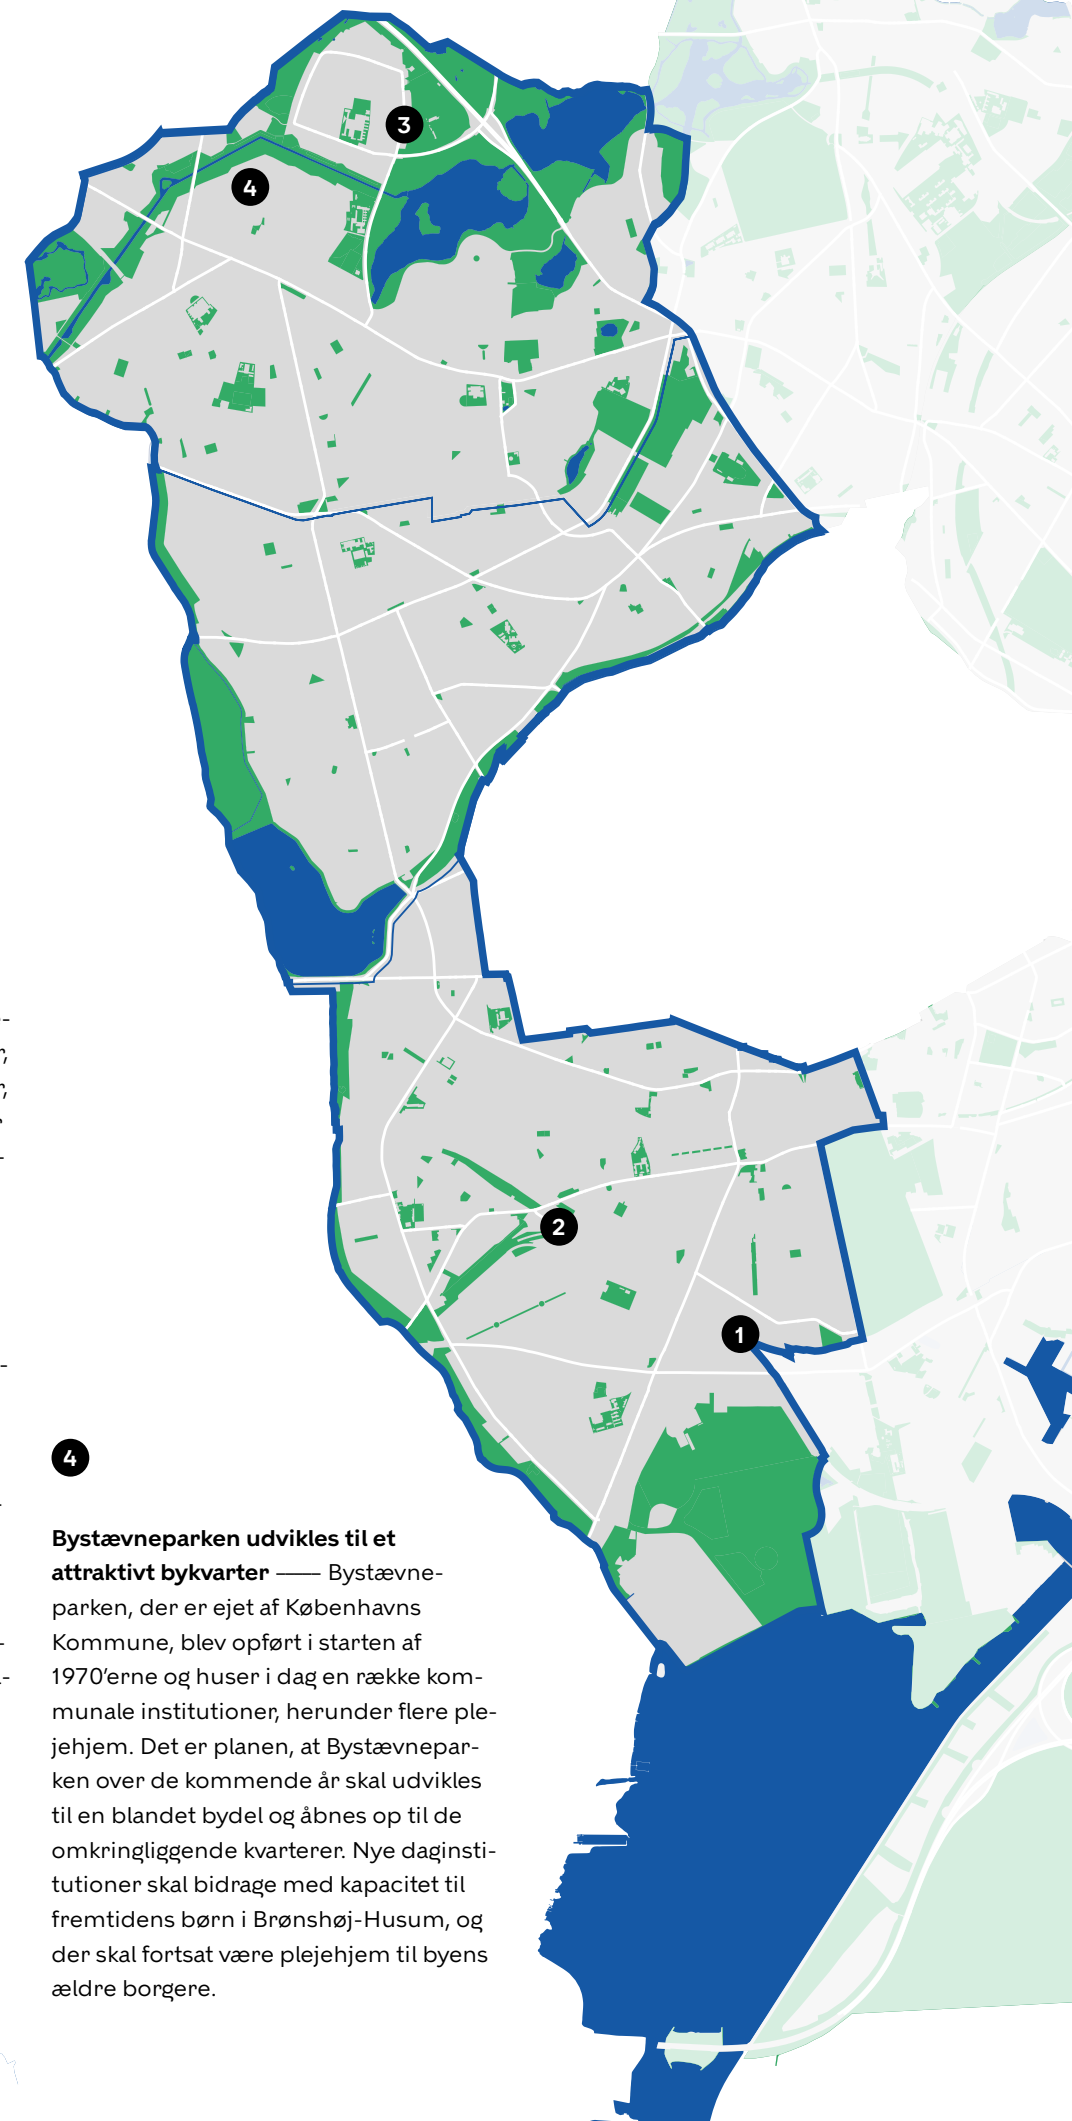 3
4
2
1
4
Bystævneparken udvikles til et
attraktivt bykvarter —— Bystævne-
parken, der er ejet af Københavns
Kommune, blev opført i starten af
1970’erne og huser i dag en række kom-
munale institutioner, herunder flere ple-
jehjem. Det er planen, at Bystævnepar-
ken over de kommende år skal udvikles
til en blandet bydel og åbnes op til de
omkringliggende kvarterer. Nye daginsti-
tutioner skal bidrage med kapacitet til
fremtidens børn i Brønshøj-Husum, og
der skal fortsat være plejehjem til byens
ældre borgere.